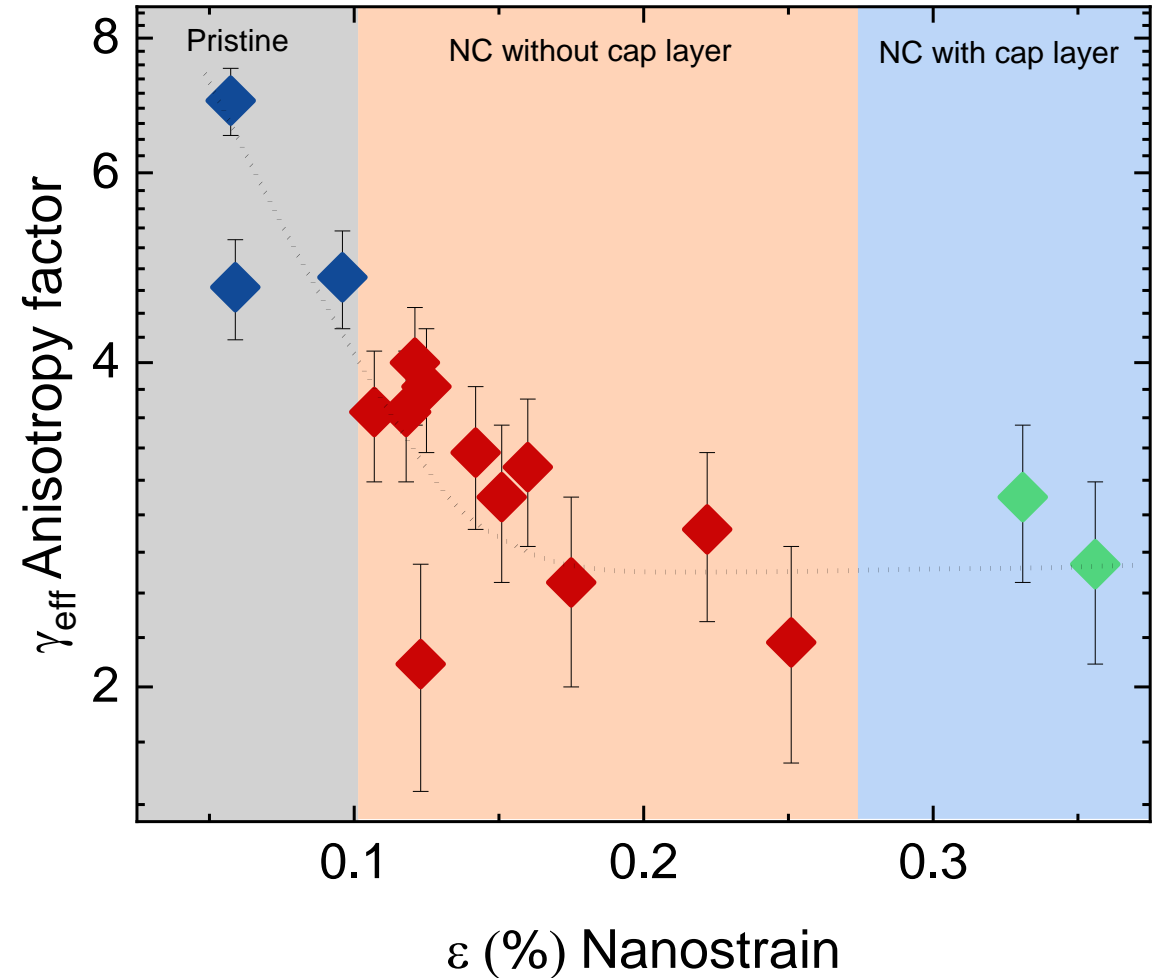 Pristine
NC without cap layer
NC with cap layer
8
6
4
2
γeff Anisotropy factor
0.1
0.2
0.3
ε (%) Nanostrain